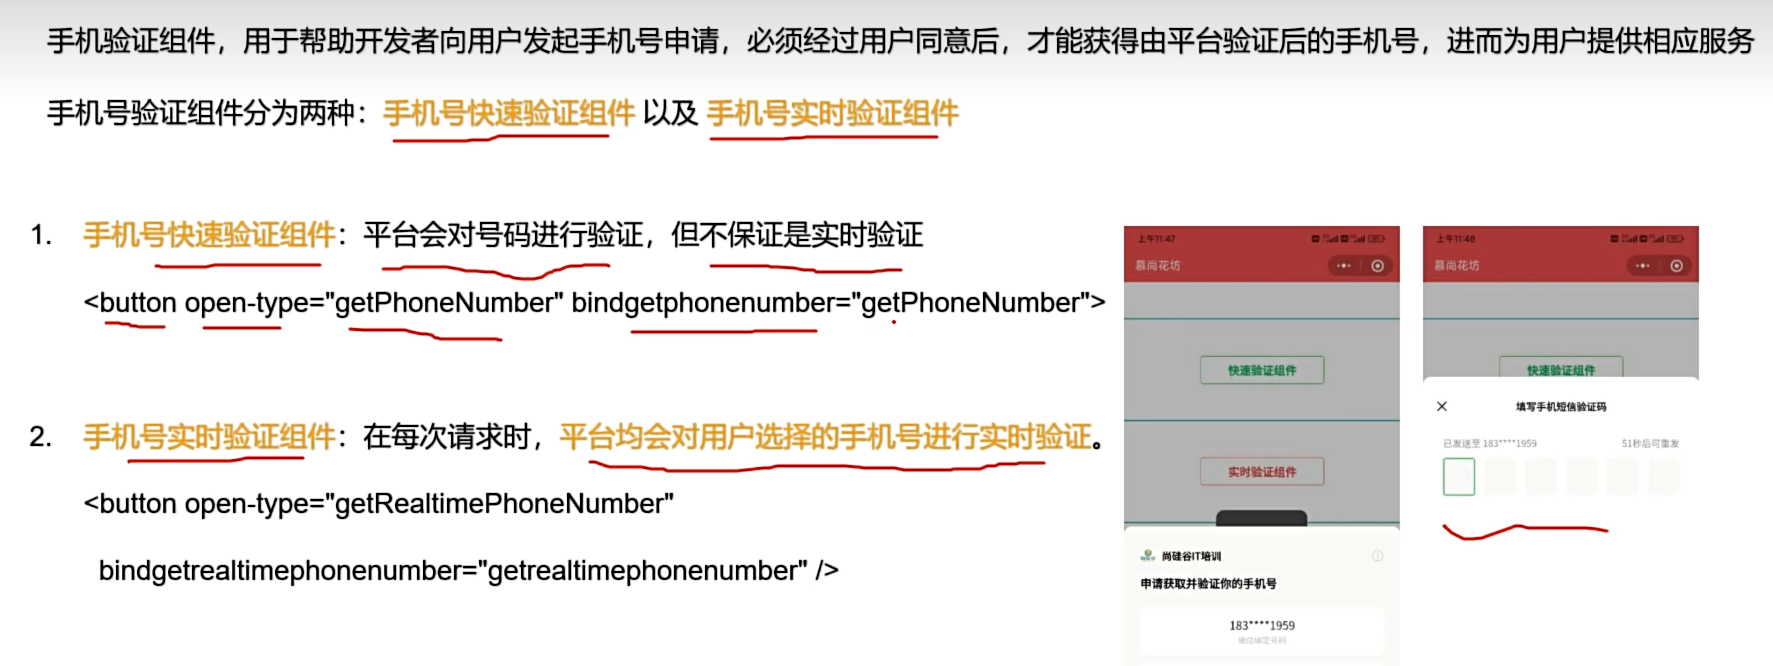 手机验证组件，用于帮助开发者向用户发起手机号申请，必须经过用户同意后，才能获得由平台验证后的手机号，进而为用户提供相应服务
手机号验证组件分为两种：手机号快速验证组件 以及 手机号实时验证组件
1. 手机号快速验证组件：平台会对号码进行验证，但不保证是实时验证
<button open-type="getPhoneNumber" bindgetphonenumber="getPhoneNumber">
2. 手机号实时验证组件：在每次请求时，平台均会对用户选择的手机号进行实时验证。
<button open-type="getRealtimePhoneNumber"
bindgetrealtimephonenumber="getrealtimephonenumber" />
上午11:47
慕尚花坊
快速验证组件
实时验证组件
尚硅谷IT培训
申请获取并验证你的手机号
183****1959
微信绑定号码
上午11:48
慕尚花坊
快速验证组件
填写手机短信验证码
已发送至 183****1959
51秒后可重发